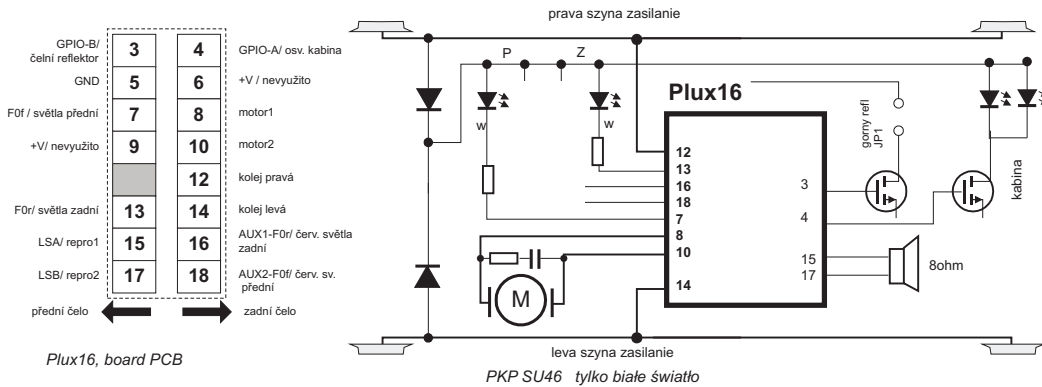 GPIO-B/
čelní reflektor
3
4
GPIO-A/ osv. kabina
GND
5
6
+V / nevyužito
F0f / světla přední
7
8
motor1
+V/ nevyužito
9
10
motor2
12
kolej pravá
F0r/ světla zadní
13
14
kolej levá
LSA/ repro1
15
16
AUX1-F0r/ červ. světla
zadní
LSB/ repro2
17
18
AUX2-F0f/ červ. sv.
přední
přední čelo
zadní čelo
Plux16, board PCB
prava szyna zasilanie
P
Z
w
w
Plux16
gorny refl
JP1
kabina
12
13
16
18
7
8
10
14
3
4
15
17
8ohm
M
leva szyna zasilanie
PKP SU46 tylko białe światło